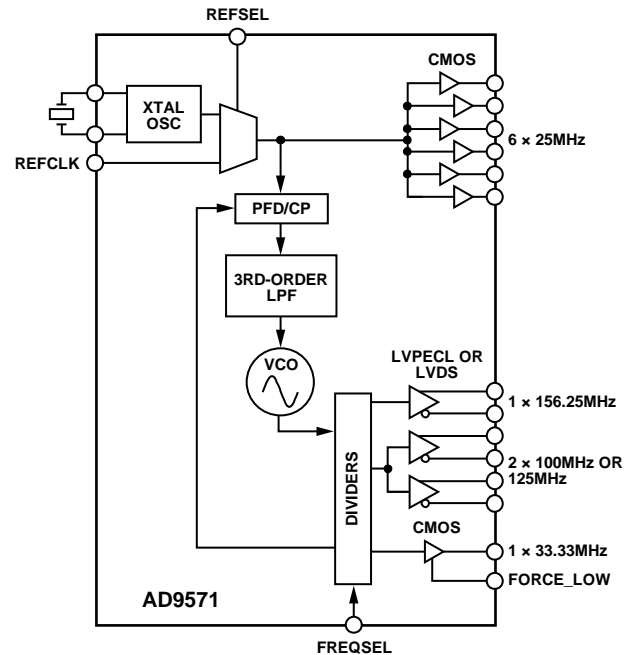 REFSEL
CMOS
XTAL
OSC
REFCLK
6 × 25MHz
PFD/CP
3RD-ORDER
LPF
VCO
LVPECL OR
LVDS
1 × 156.25MHz
2 × 100MHz OR
125MHz
DIVIDERS
CMOS
1 × 33.33MHz
FORCE_LOW
AD9571
FREQSEL